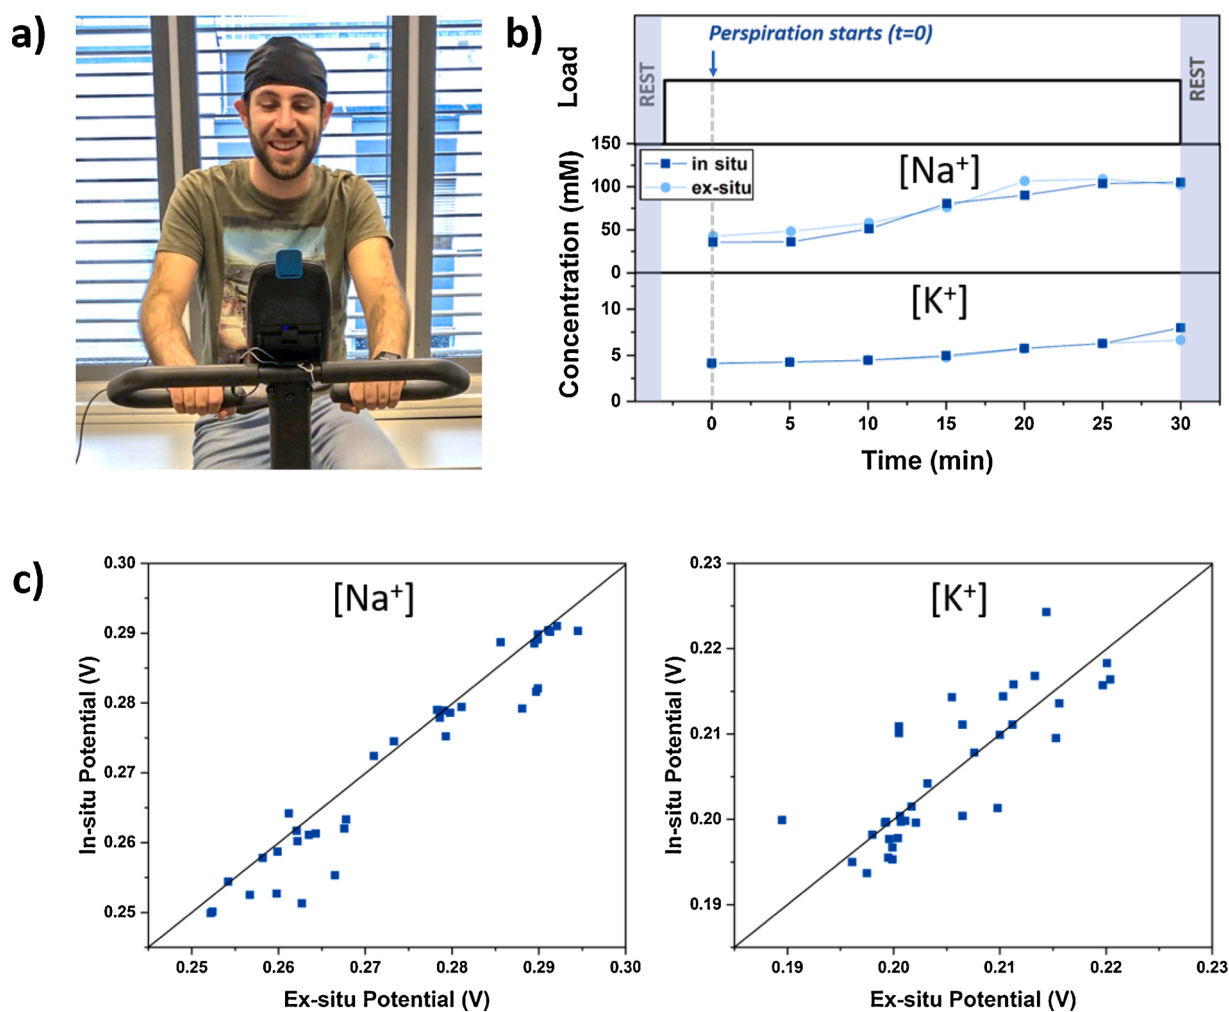 a)
b)
Perspiration starts (t=0)
Load
REST
REST
Concentration (mM)
150
100
50
0
in situ
ex-situ
[Na⁺]
10
5
0
[K⁺]
0 5 10 15 20 25 30
Time (min)
c)
In-situ Potential (V)
0.30
0.29
0.28
0.27
0.26
0.25
[Na⁺]
0.25 0.26 0.27 0.28 0.29 0.30
Ex-situ Potential (V)
In-situ Potential (V)
0.23
0.22
0.21
0.20
0.19
[K⁺]
0.19 0.20 0.21 0.22 0.23
Ex-situ Potential (V)